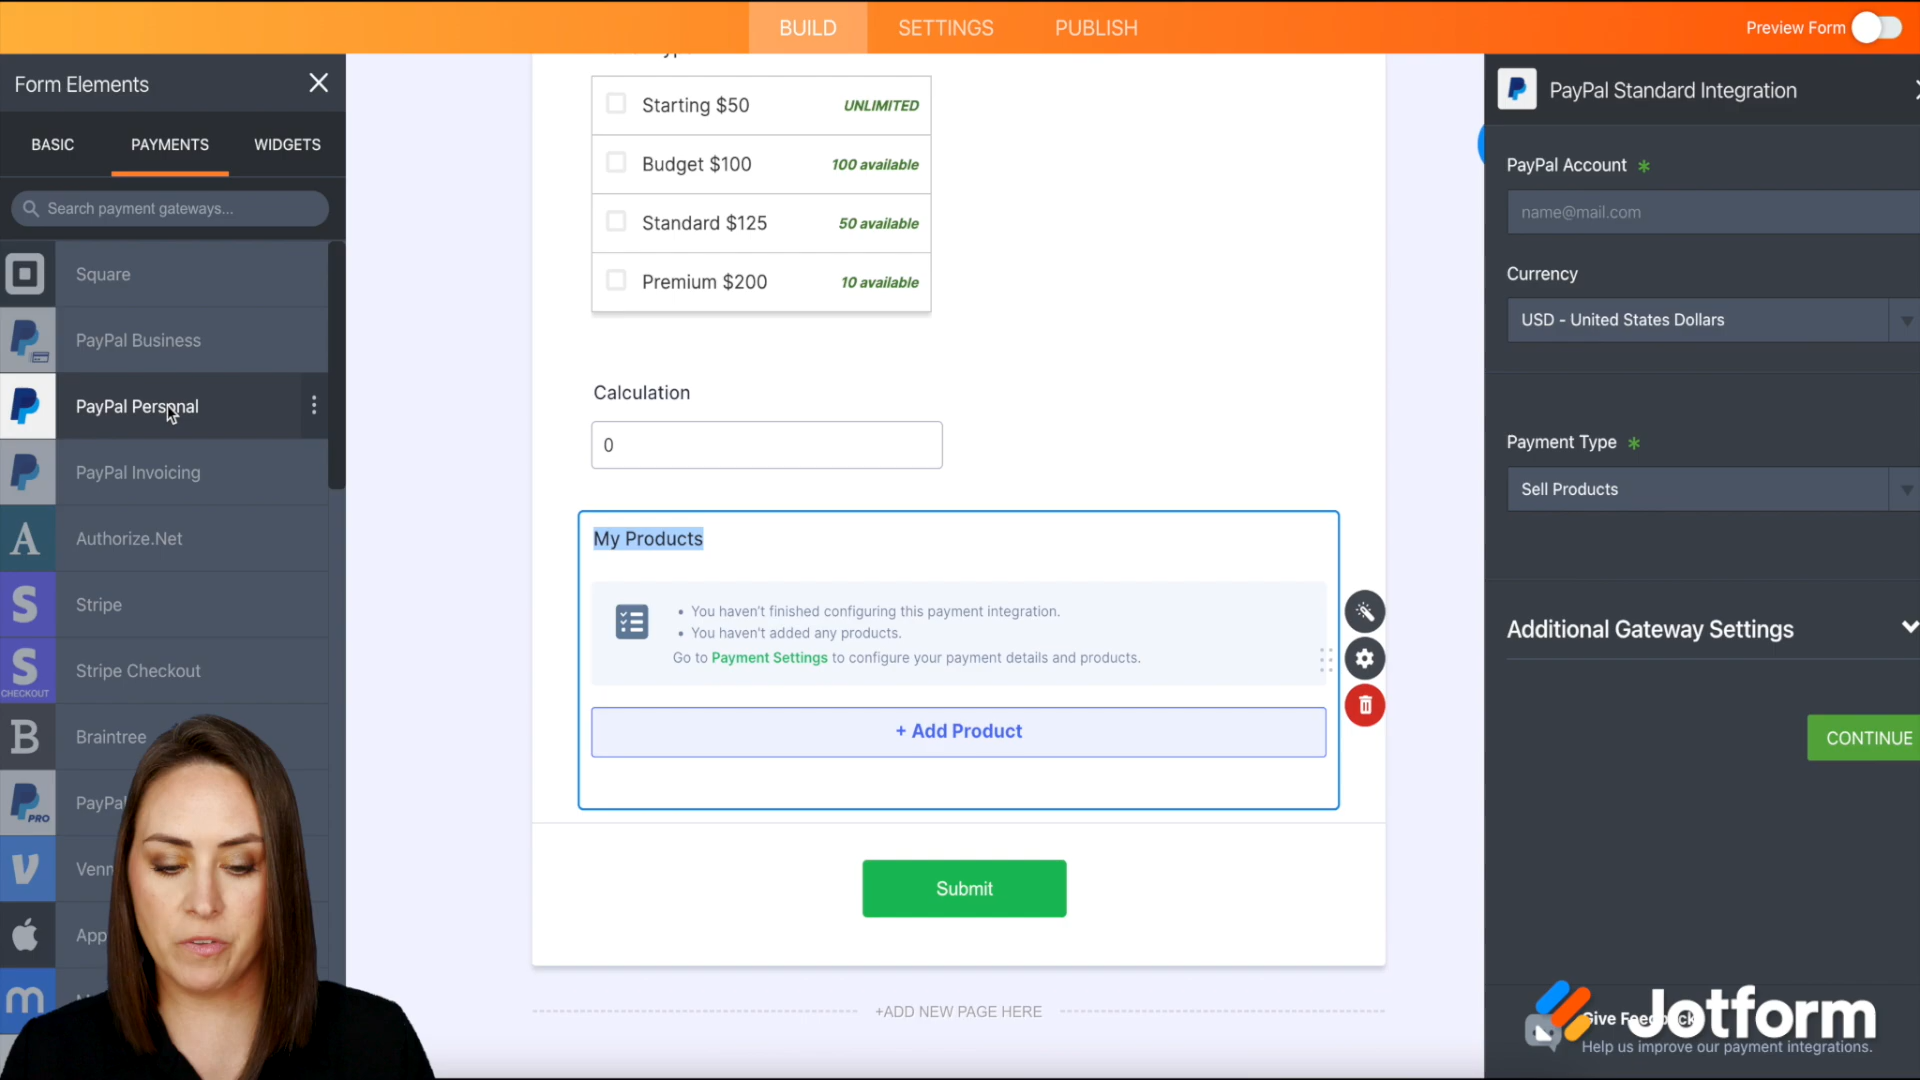 BUILD
SETTINGS
PUBLISH
Preview Form
Form Elements
BASIC
PAYMENTS
WIDGETS
Search payment gateways...
Square
PayPal Business
PayPal Personal
PayPal Invoicing
Authorize.Net
Stripe
Stripe Checkout
CHECKOUT
Braintree
PayPal
PRO
Venm
App
Starting $50 UNLIMITED
Budget $100 100 available
Standard $125 50 available
Premium $200 10 available
Calculation
0
My Products
• You haven't finished configuring this payment integration.
• You haven't added any products.
Go to Payment Settings to configure your payment details and products.
+ Add Product
Submit
+ADD NEW PAGE HERE
PayPal Standard Integration
PayPal Account *
name@mail.com
Currency
USD - United States Dollars
Payment Type *
Sell Products
Additional Gateway Settings
CONTINUE
Jotform
Give Feedback
Help us improve our payment integrations.